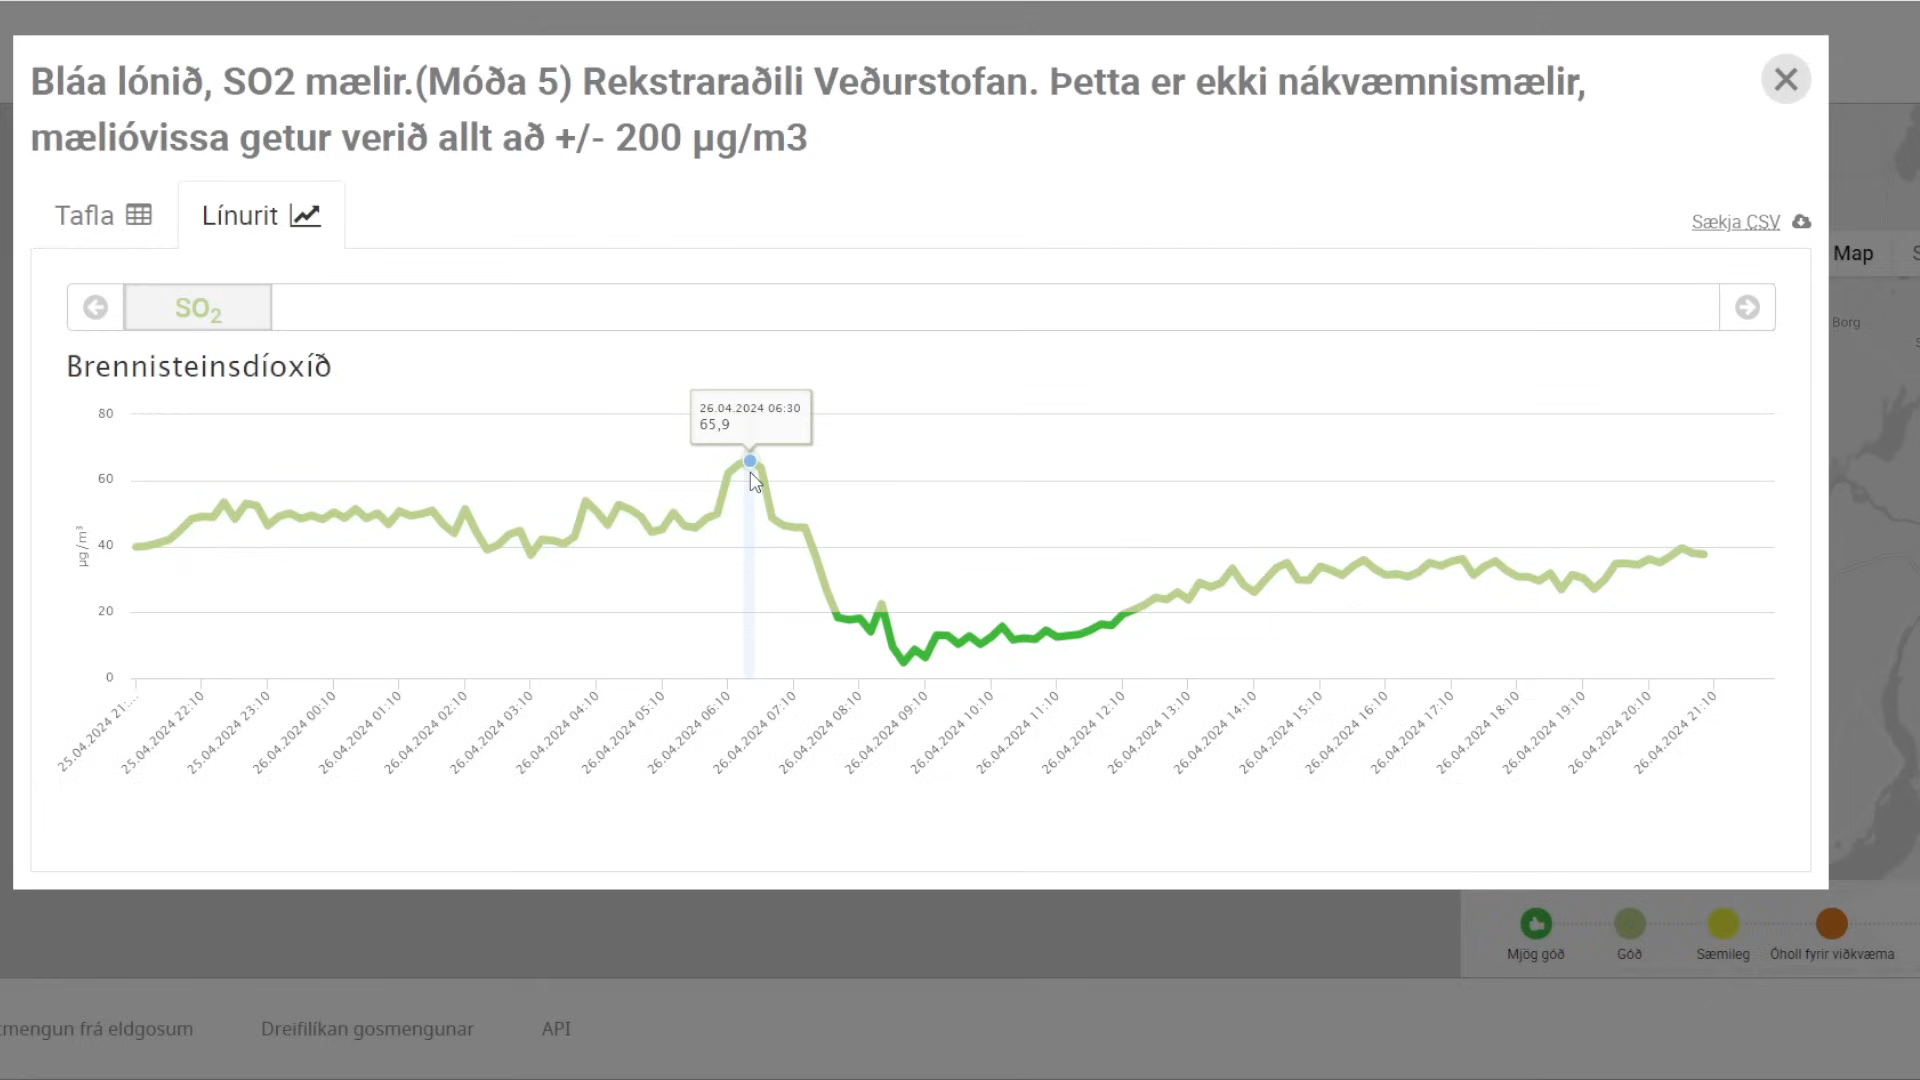 Bláa lónið, SO2 mælir.(Móða 5) Rekstraraðili Veðurstofan. Þetta er ekki nákvæmnismælir,
mælióvissa getur verið allt að +/- 200 µg/m3
Tafla
Línurit
Sækja CSV
Map
SO2
Borg
Brennisteinsdíoxíð
26.04.2024 06:30
65,9
80
60
40
20
0
µg/m³
25.04.2024 21:...
25.04.2024 22:10
25.04.2024 23:10
26.04.2024 00:10
26.04.2024 01:10
26.04.2024 02:10
26.04.2024 03:10
26.04.2024 04:10
26.04.2024 05:10
26.04.2024 06:10
26.04.2024 07:10
26.04.2024 08:10
26.04.2024 09:10
26.04.2024 10:10
26.04.2024 11:10
26.04.2024 12:10
26.04.2024 13:10
26.04.2024 14:10
26.04.2024 15:10
26.04.2024 16:10
26.04.2024 17:10
26.04.2024 18:10
26.04.2024 19:10
26.04.2024 20:10
26.04.2024 21:10
Mjög góð
Góð
Sæmileg
Óholl fyrir viðkvæma
tmengun frá eldgosum
Dreifilíkan gosmengunar
API